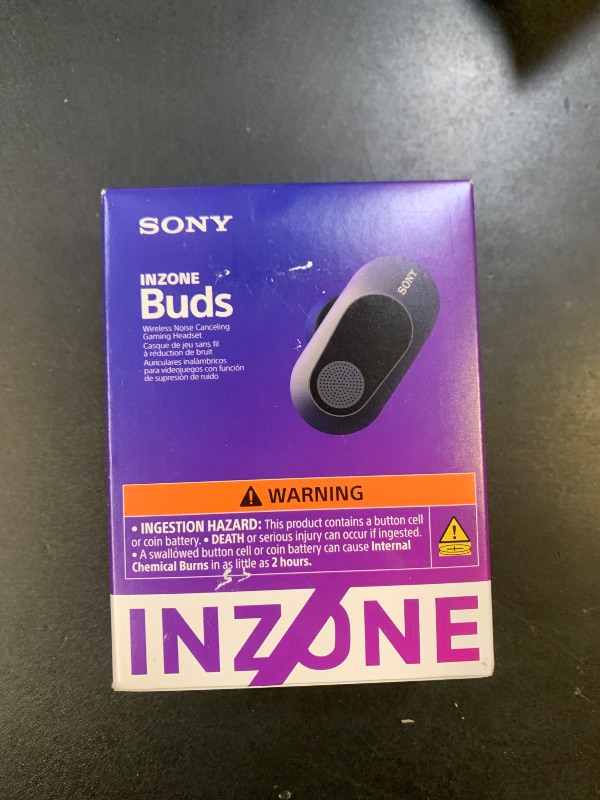 SONY
INZONE
Buds
Wireless Noise Canceling
Gaming Headset
Casque de jeu sans fil
à réduction de bruit
Auriculares inalámbricos
para videojuegos con función
de supresión de ruido
SONY
WARNING
• INGESTION HAZARD: This product contains a button cell
or coin battery. • DEATH or serious injury can occur if ingested.
• A swallowed button cell or coin battery can cause Internal
Chemical Burns in as little as 2 hours.
INZONE